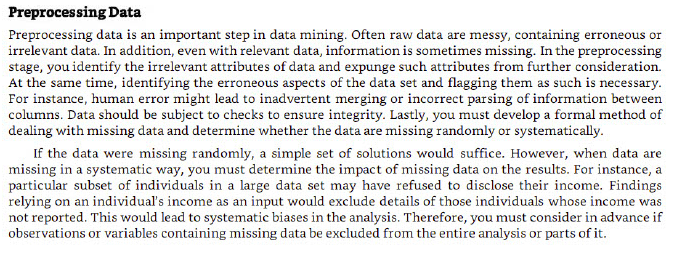 Preprocessing Data
Preprocessing data is an important step in data mining. Often raw data are messy, containing erroneous or
irrelevant data. In addition, even with relevant data, information is sometimes missing. In the preprocessing
stage, you identify the irrelevant attributes of data and expunge such attributes from further consideration.
At the same time, identifying the erroneous aspects of the data set and flagging them as such is necessary.
For instance, human error might lead to inadvertent merging or incorrect parsing of information between
columns. Data should be subject to checks to ensure integrity. Lastly, you must develop a formal method of
dealing with missing data and determine whether the data are missing randomly or systematically.
If the data were missing randomly, a simple set of solutions would suffice. However, when data are
missing in a systematic way, you must determine the impact of missing data on the results. For instance, a
particular subset of individuals in a large data set may have refused to disclose their income. Findings
relying on an individual's income as an input would exclude details of those individuals whose income was
not reported. This would lead to systematic biases in the analysis. Therefore, you must consider in advance if
observations or variables containing missing data be excluded from the entire analysis or parts of it.